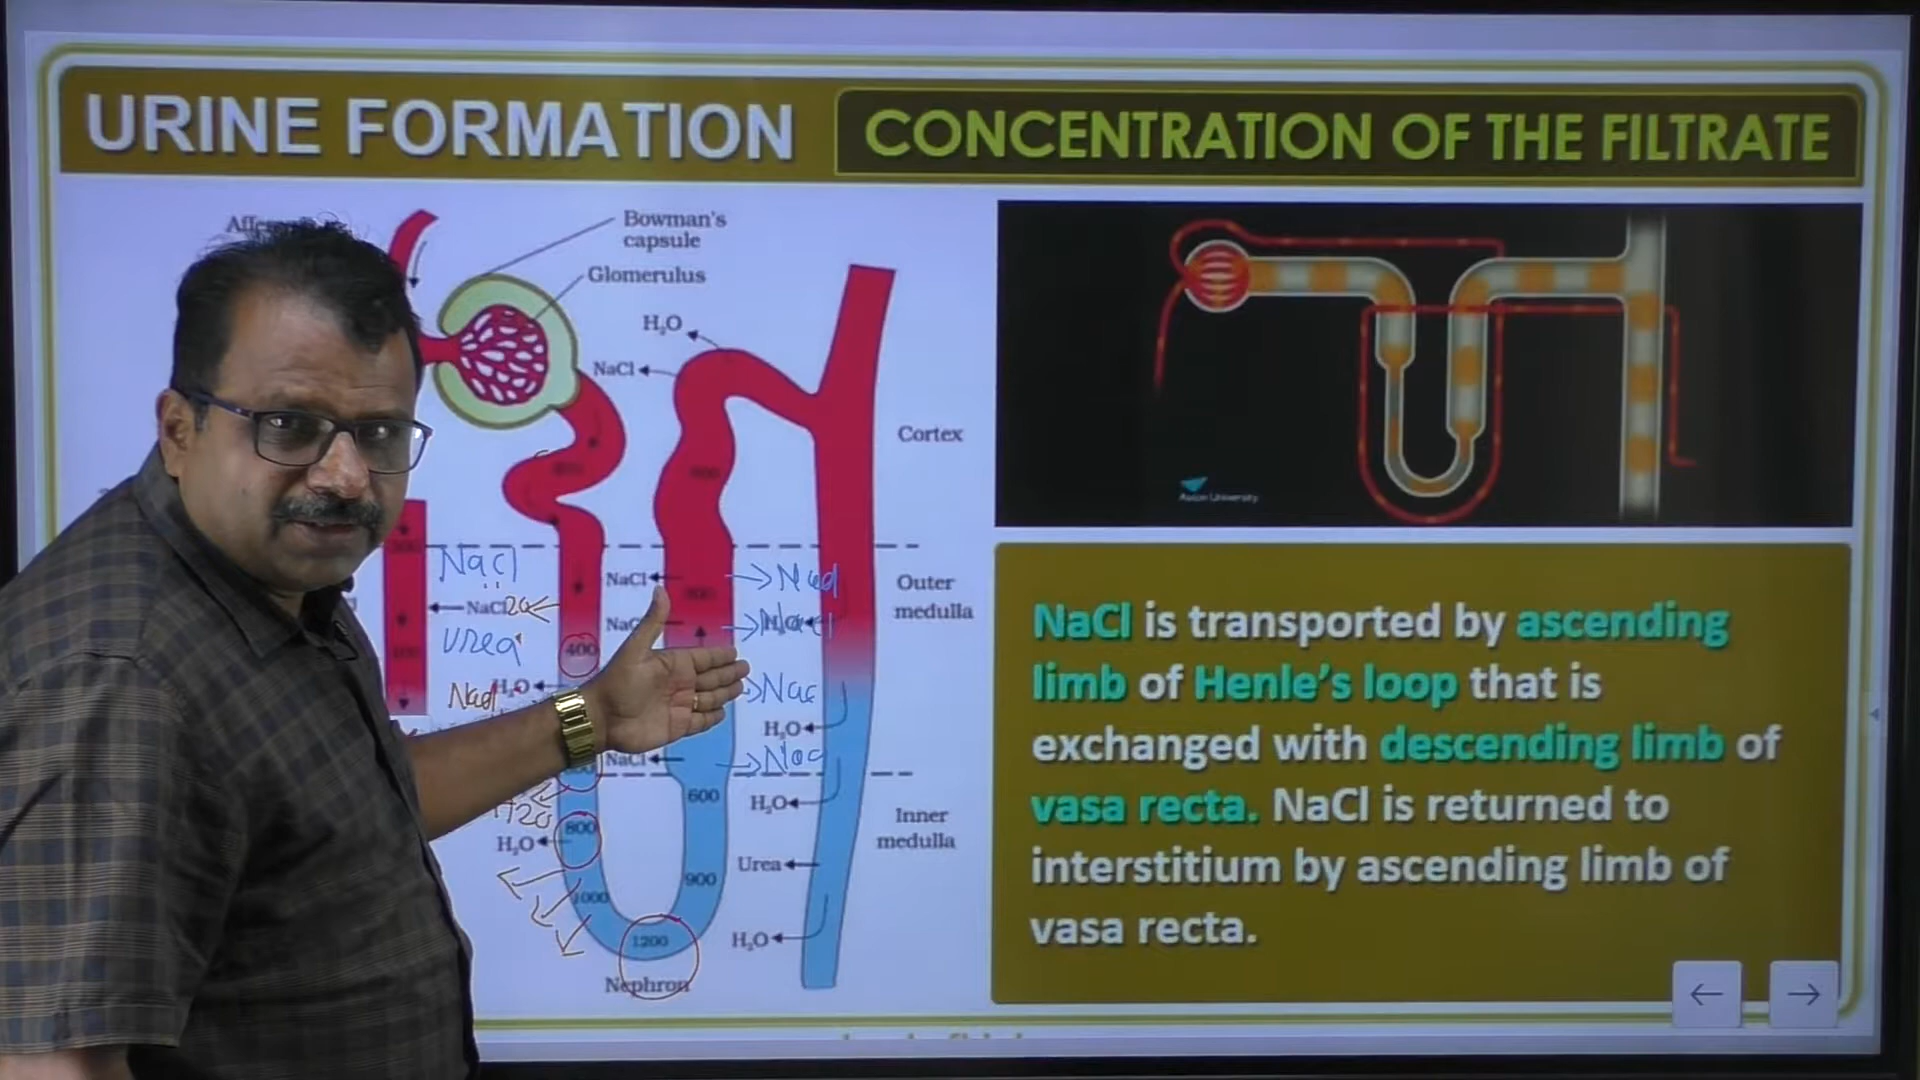 URINE FORMATION
CONCENTRATION OF THE FILTRATE
Bowman's
capsule
Glomerulus
H₂O
NaCl
Cortex
NaCl
NaCl
NaCl
Outer
medulla
Urea
400
H₂O
H₂O
NaCl
H₂O
600
H₂O
Inner
medulla
800
H₂O
Urea
900
1000
1200
H₂O
Nephron
NaCl is transported by ascending
limb of Henle's loop that is
exchanged with descending limb of
vasa recta. NaCl is returned to
interstitium by ascending limb of
vasa recta.